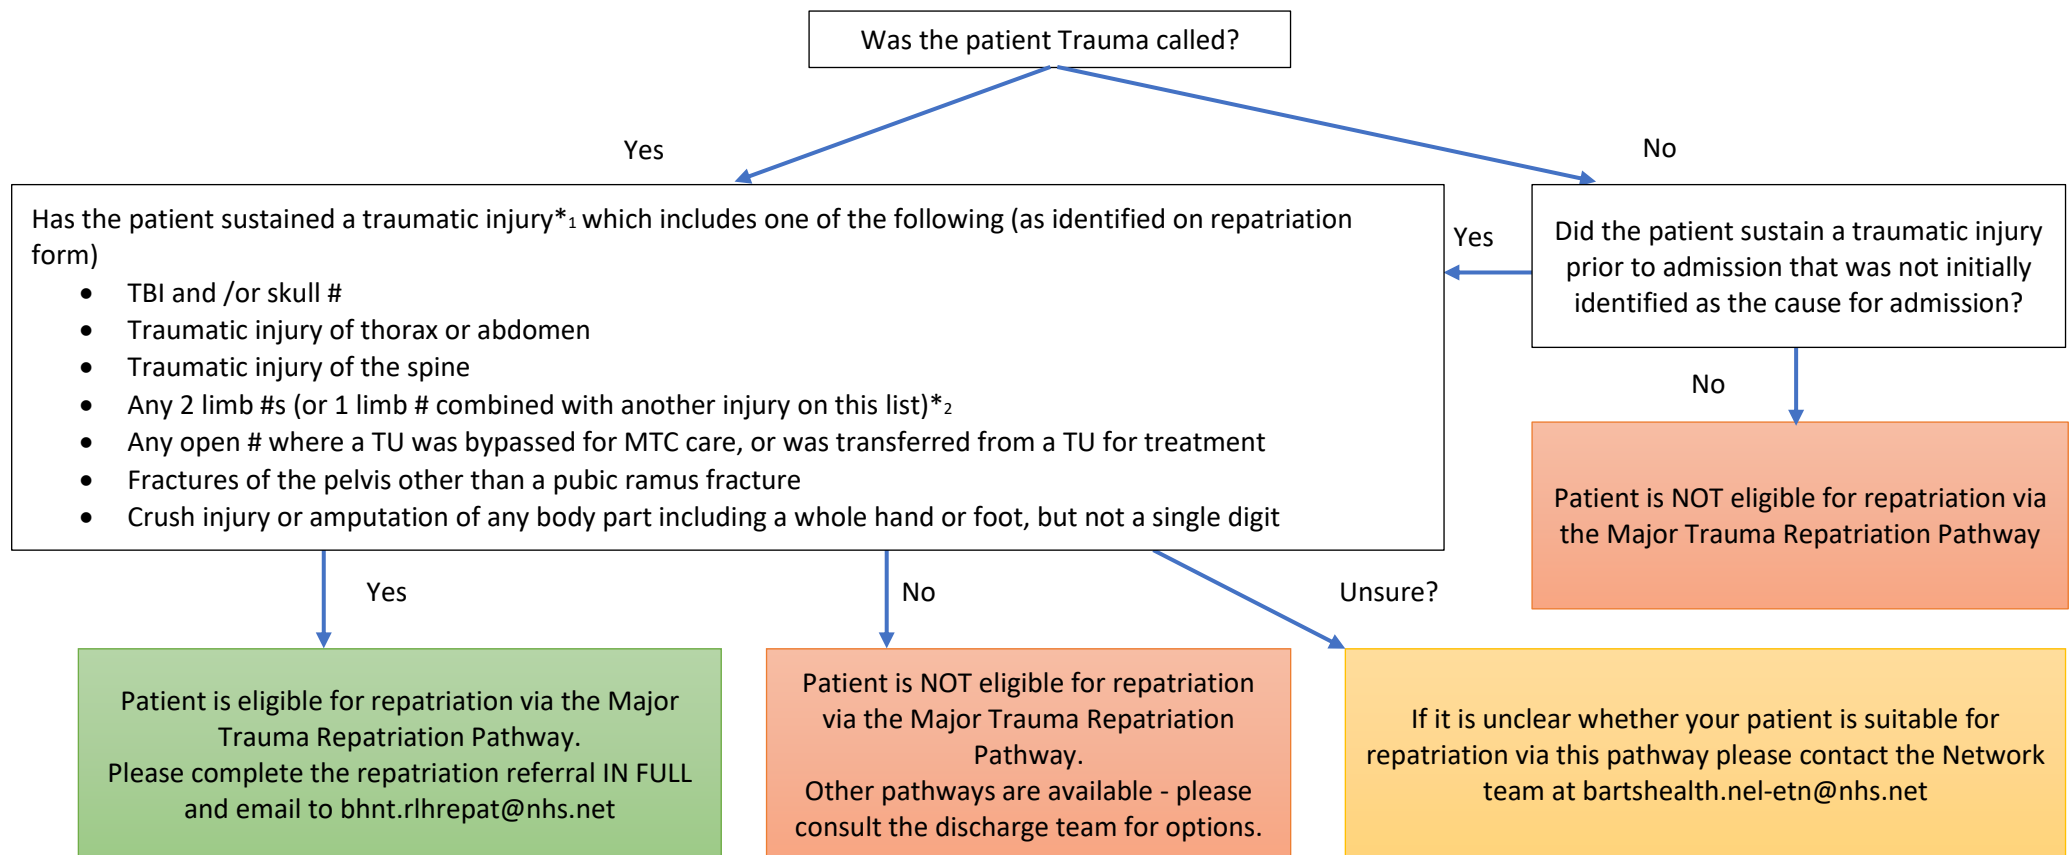 Was the patient Trauma called?
Yes
No
Has the patient sustained a traumatic injury*1 which includes one of the following (as identified on repatriation
form)
• TBI and /or skull #
• Traumatic injury of thorax or abdomen
• Traumatic injury of the spine
• Any 2 limb #s (or 1 limb # combined with another injury on this list)*2
• Any open # where a TU was bypassed for MTC care, or was transferred from a TU for treatment
• Fractures of the pelvis other than a pubic ramus fracture
• Crush injury or amputation of any body part including a whole hand or foot, but not a single digit
Yes
Did the patient sustain a traumatic injury
prior to admission that was not initially
identified as the cause for admission?
No
Patient is NOT eligible for repatriation via
the Major Trauma Repatriation Pathway
Yes
No
Unsure?
Patient is eligible for repatriation via the Major
Trauma Repatriation Pathway.
Please complete the repatriation referral IN FULL
and email to bhnt.rlhrepat@nhs.net
Patient is NOT eligible for repatriation
via the Major Trauma Repatriation
Pathway.
Other pathways are available - please
consult the discharge team for options.
If it is unclear whether your patient is suitable for
repatriation via this pathway please contact the Network
team at bartshealth.nel-etn@nhs.net